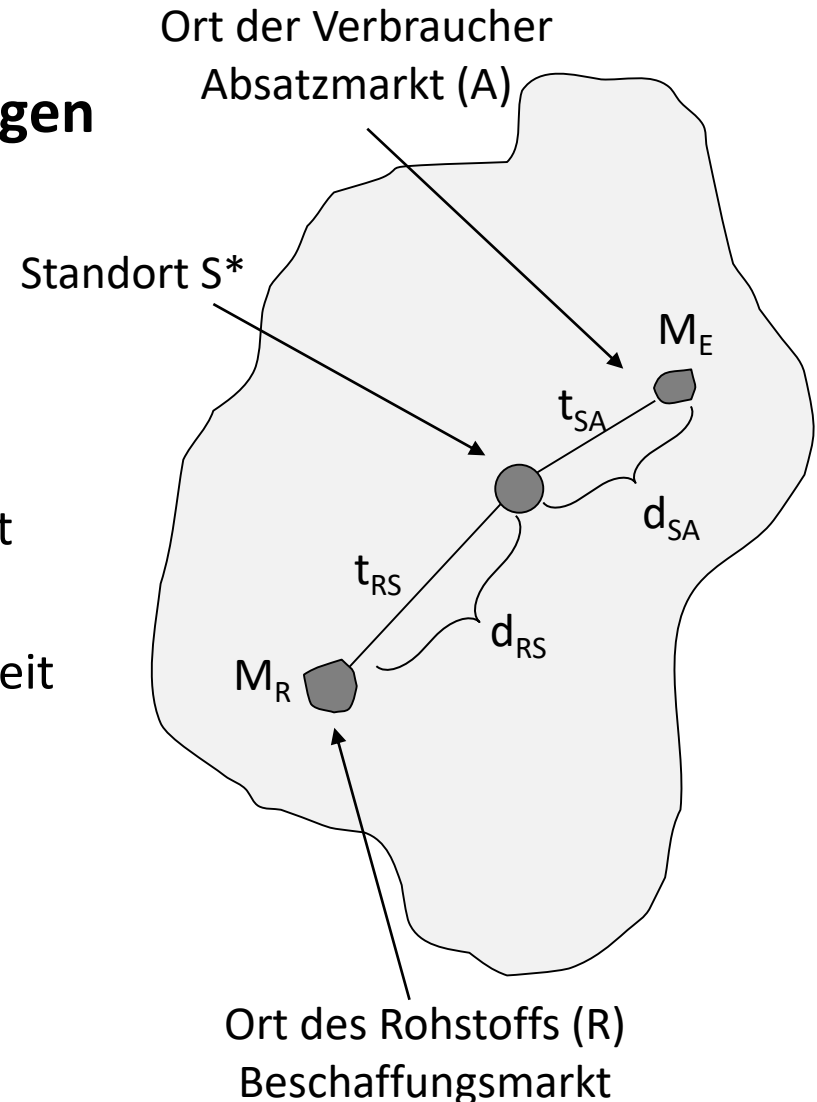 Ort der Verbraucher
Absatzmarkt (A)
gen
Standort S*
M_E
t_SA
d_SA
t
t_RS
d_RS
eit
M_R
Ort des Rohstoffs (R)
Beschaffungsmarkt